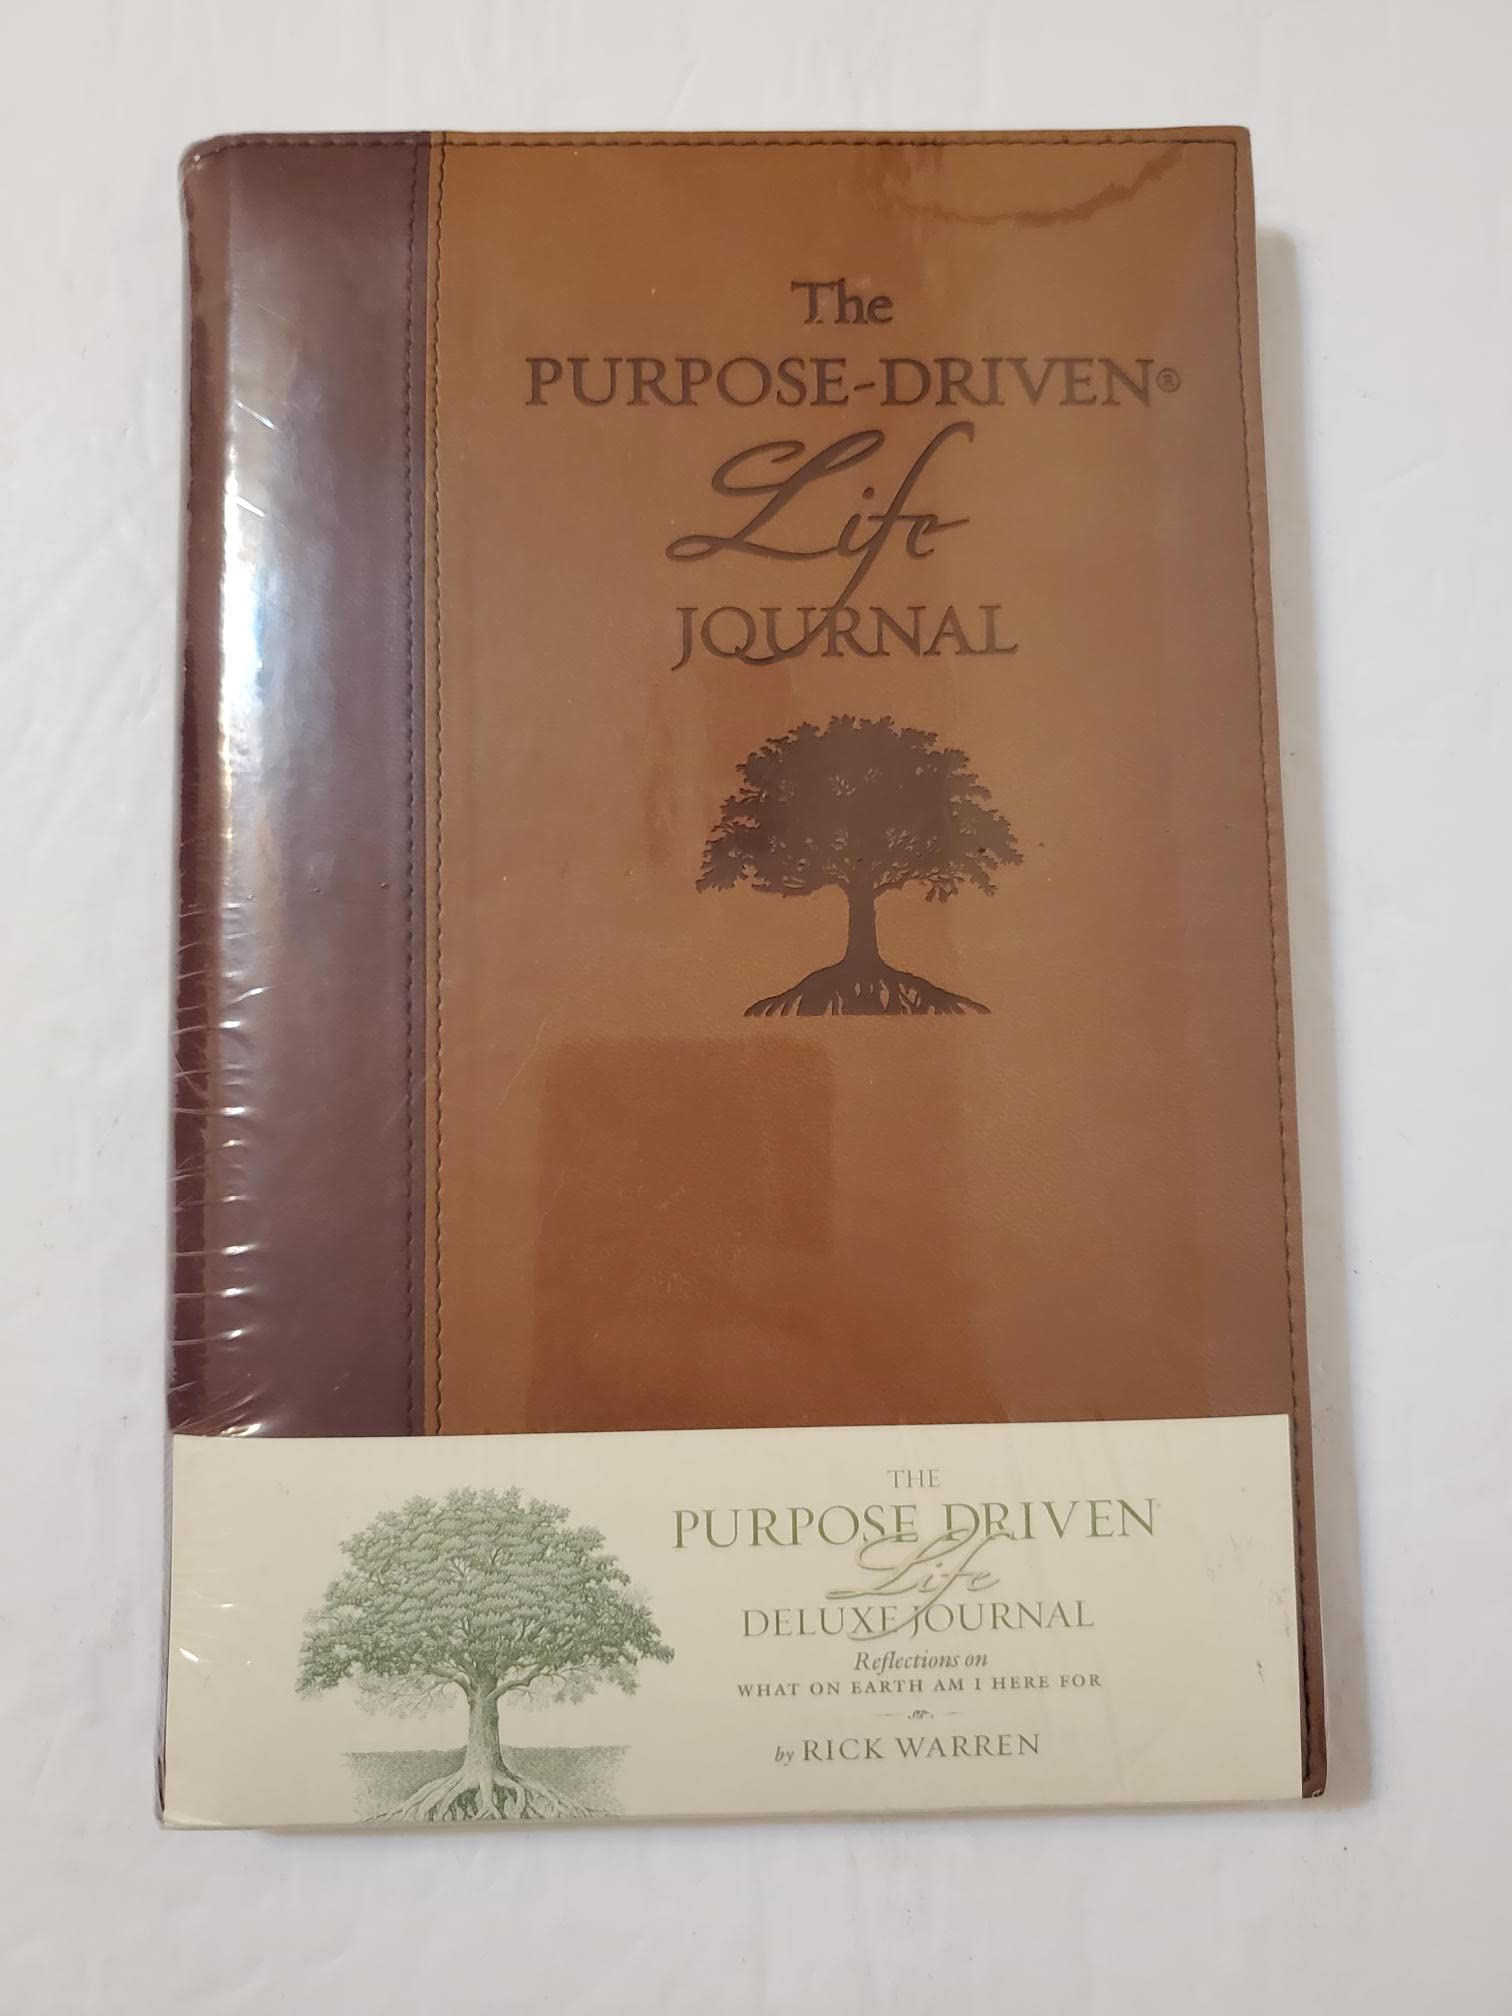 The
PURPOSE-DRIVEN®
Life
JOURNAL
THE
PURPOSE DRIVEN
Life
DELUXE JOURNAL
Reflections on
WHAT ON EARTH AM I HERE FOR
by RICK WARREN